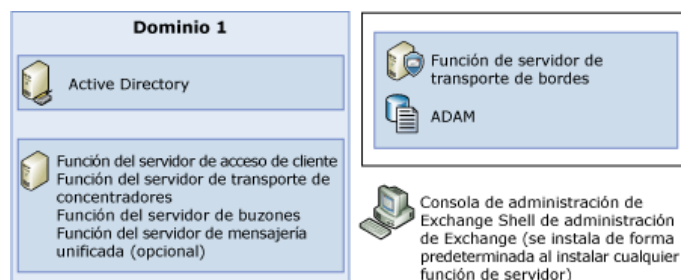 Dominio 1
Active Directory
Función del servidor de acceso de cliente
Función del servidor de transporte de
concentradores
Función del servidor de buzones
Función del servidor de mensajería
unificada (opcional)
Función de servidor de
transporte de bordes
ADAM
Consola de administración de
Exchange Shell de administración
de Exchange (se instala de forma
predeterminada al instalar cualquier
función de servidor)